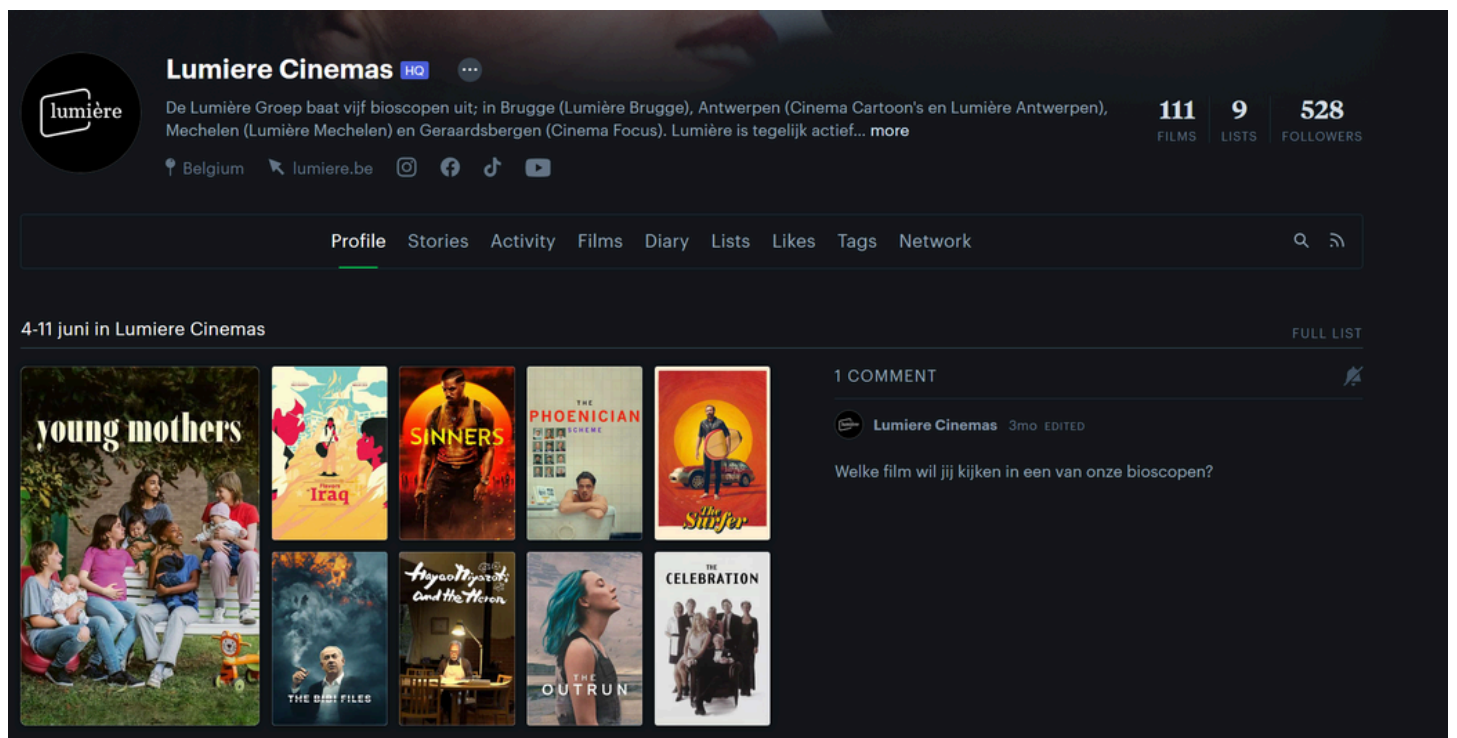 Lumiere Cinemas HQ
lumière
De Lumière Groep baat vijf bioscopen uit; in Brugge (Lumière Brugge), Antwerpen (Cinema Cartoon's en Lumière Antwerpen),
Mechelen (Lumière Mechelen) en Geraardsbergen (Cinema Focus). Lumière is tegelijk actief... more
111 9 528
FILMS LISTS FOLLOWERS
Belgium lumiere.be
Profile Stories Activity Films Diary Lists Likes Tags Network
4-11 juni in Lumiere Cinemas
FULL LIST
young mothers
Flavors
Iraq
SINNERS
THE
PHOENICIAN
SCHEME
The
Surfer
THE BIBI FILES
Hayao Miyazaki
and the Heron
THE
OUTRUN
THE
CELEBRATION
1 COMMENT
Lumiere Cinemas 3mo EDITED
Welke film wil jij kijken in een van onze bioscopen?